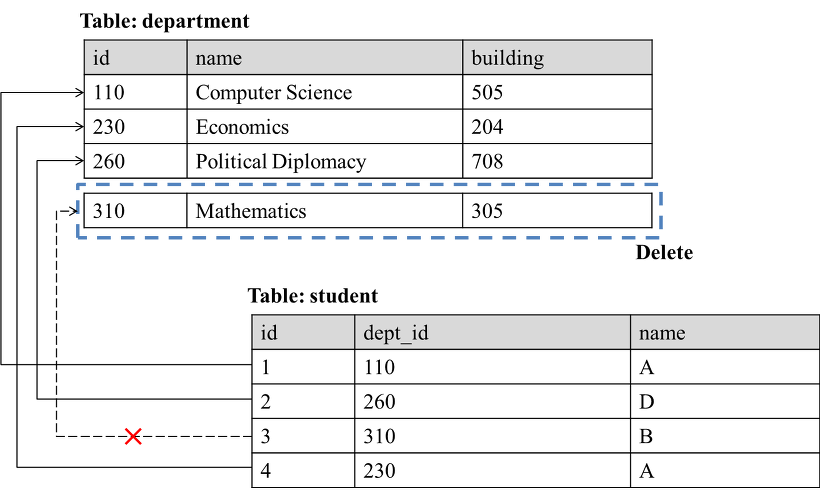 Table: department
id name building
110 Computer Science 505
230 Economics 204
260 Political Diplomacy 708
310 Mathematics 305
Delete
Table: student
id dept_id name
1 110 A
2 260 D
3 310 B
4 230 A